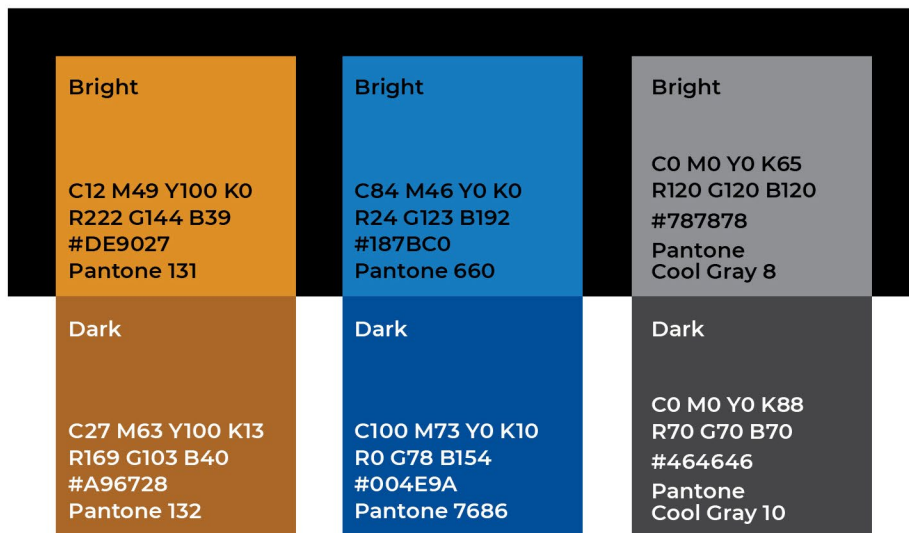 Bright
C12 M49 Y100 K0
R222 G144 B39
#DE9027
Pantone 131
Dark
C27 M63 Y100 K13
R169 G103 B40
#A96728
Pantone 132
Bright
C84 M46 Y0 K0
R24 G123 B192
#187BC0
Pantone 660
Dark
C100 M73 Y0 K10
R0 G78 B154
#004E9A
Pantone 7686
Bright
C0 M0 Y0 K65
R120 G120 B120
#787878
Pantone
Cool Gray 8
Dark
C0 M0 Y0 K88
R70 G70 B70
#464646
Pantone
Cool Gray 10